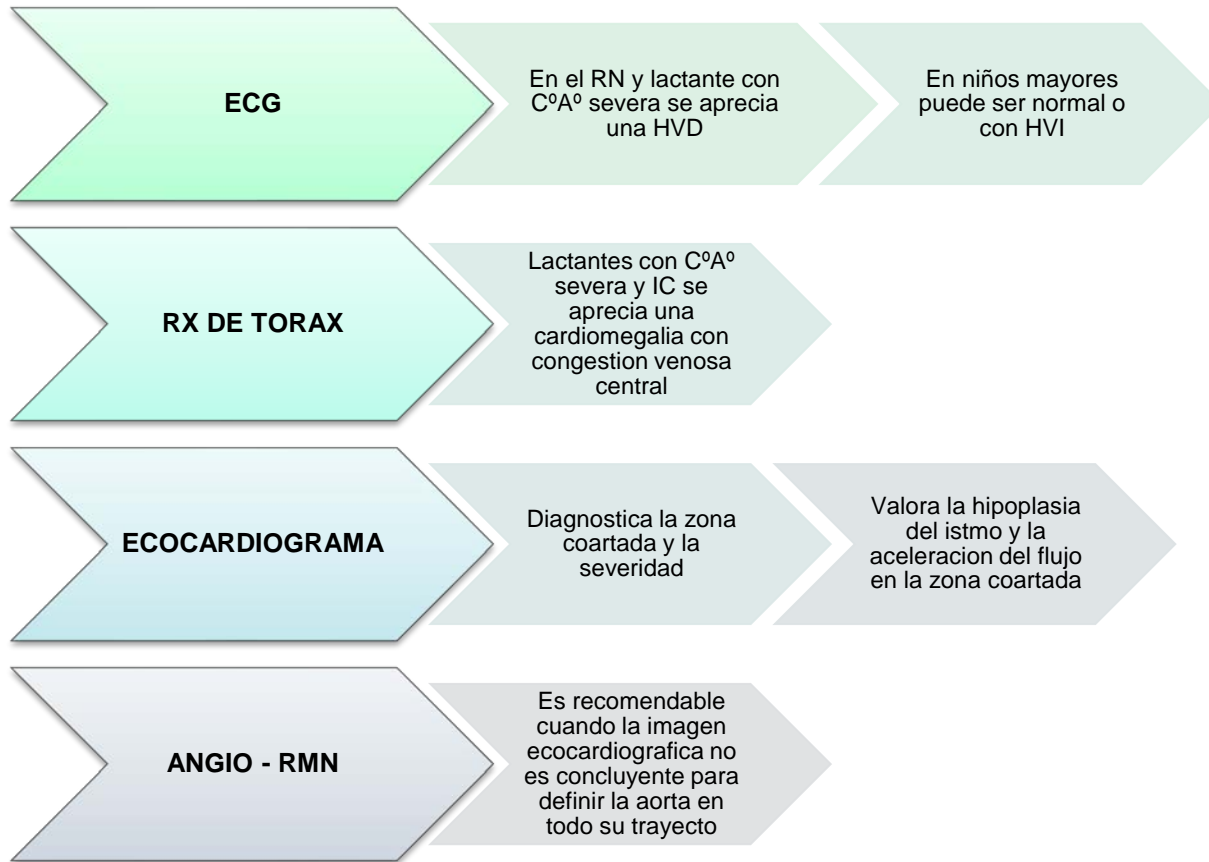 ECG
En el RN y lactante con
CºAº severa se aprecia
una HVD
En niños mayores
puede ser normal o
con HVI
RX DE TORAX
Lactantes con CºAº
severa y IC se
aprecia una
cardiomegalia con
congestion venosa
central
ECOCARDIOGRAMA
Diagnostica la zona
coartada y la
severidad
Valora la hipoplasia
del istmo y la
aceleracion del flujo
en la zona coartada
ANGIO - RMN
Es recomendable
cuando la imagen
ecocardiografica no
es concluyente para
definir la aorta en
todo su trayecto